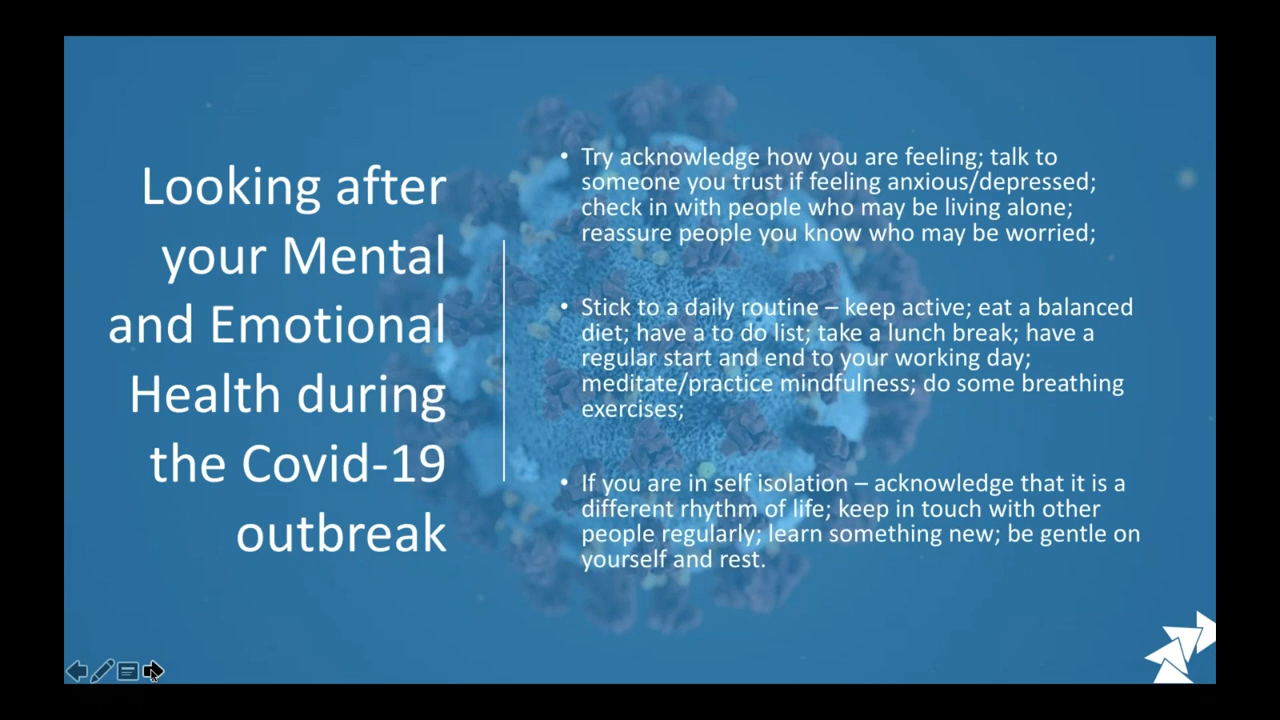 Looking after
your Mental
and Emotional
Health during
the Covid-19
outbreak
• Try acknowledge how you are feeling; talk to
someone you trust if feeling anxious/depressed;
check in with people who may be living alone;
reassure people you know who may be worried;
• Stick to a daily routine – keep active; eat a balanced
diet; have a to do list; take a lunch break; have a
regular start and end to your working day;
meditate/practice mindfulness; do some breathing
exercises;
• If you are in self isolation – acknowledge that it is a
different rhythm of life; keep in touch with other
people regularly; learn something new; be gentle on
yourself and rest.